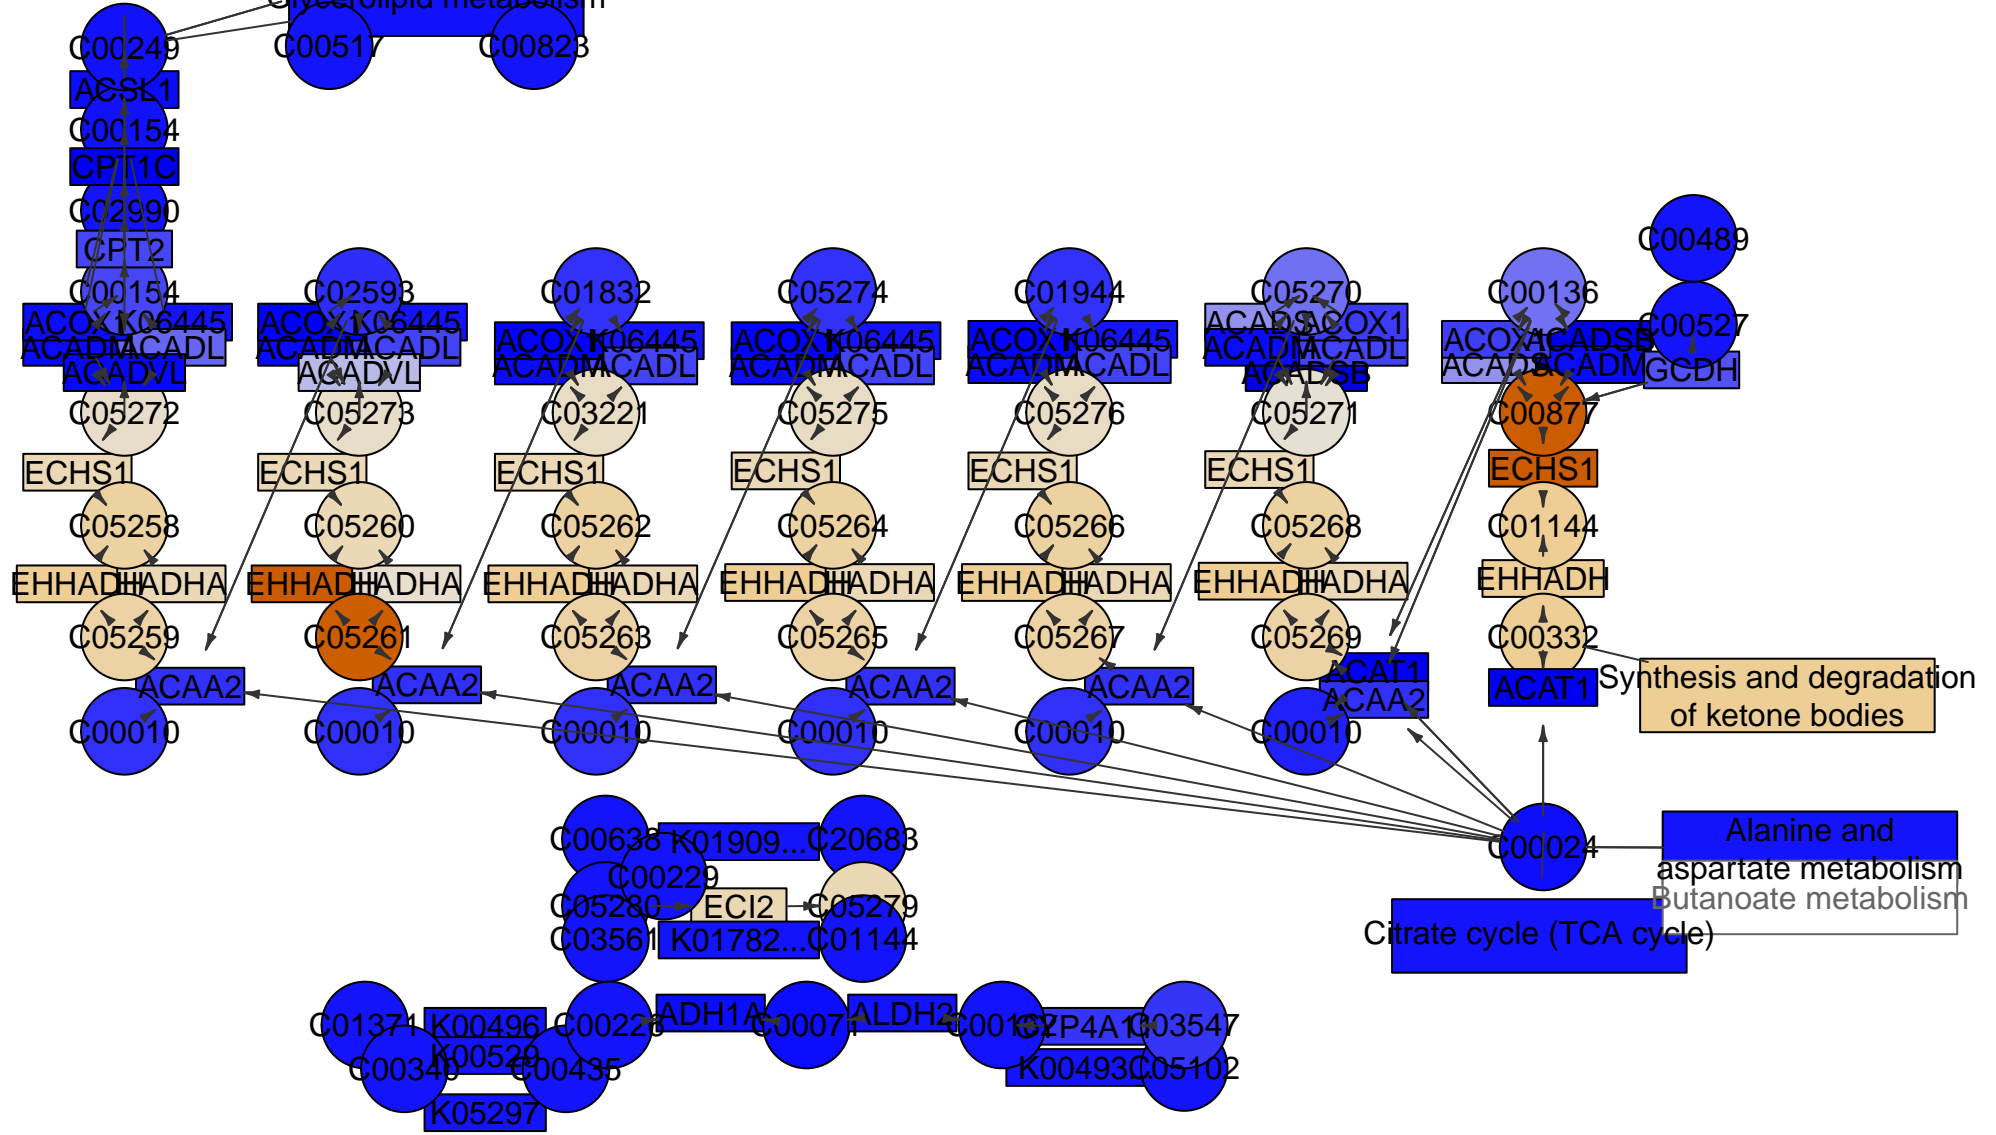 Glycerolipid metabolism
C00249
C00517
C00823
ACSL1
C00154
CPT1C
C02990
CPT2
C00489
C00154
C02593
C01832
C05274
C01944
C05270
C00136
C00527
ACOX1
K06445
ACOX1
K06445
ACOX1
K06445
ACOX1
K06445
ACOX1
K06445
ACADS
ACOX1
ACOX1
ACADSB
ACADM
ACADL
ACADM
ACADL
ACADM
ACADL
ACADM
ACADL
ACADM
ACADL
ACADM
ACADL
ACADS
ACADM
GCDH
ACADVL
ACADVL
ACADSB
C05272
C05273
C03221
C05275
C05276
C05271
C00877
ECHS1
ECHS1
ECHS1
ECHS1
ECHS1
ECHS1
ECHS1
C05258
C05260
C05262
C05264
C05266
C05268
C01144
EHHADH
HADHA
EHHADH
HADHA
EHHADH
HADHA
EHHADH
HADHA
EHHADH
HADHA
EHHADH
HADHA
EHHADH
C05259
C05261
C05263
C05265
C05267
C05269
C00332
ACAA2
ACAA2
ACAA2
ACAA2
ACAA2
ACAT1
ACAA2
ACAT1
Synthesis and degradation
of ketone bodies
C00010
C00010
C00010
C00010
C00010
C00010
C00638
K01909...
C20683
C00229
C00024
Alanine and
aspartate metabolism
Butanoate metabolism
C05280
ECI2
C05279
C03561
K01782...
C01144
Citrate cycle (TCA cycle)
C01371
K00496
C00226
ADH1A
C00071
ALDH2
C00162
CYP4A11
C03547
C00340
K00529
C00435
K00493...
C05102
K05297